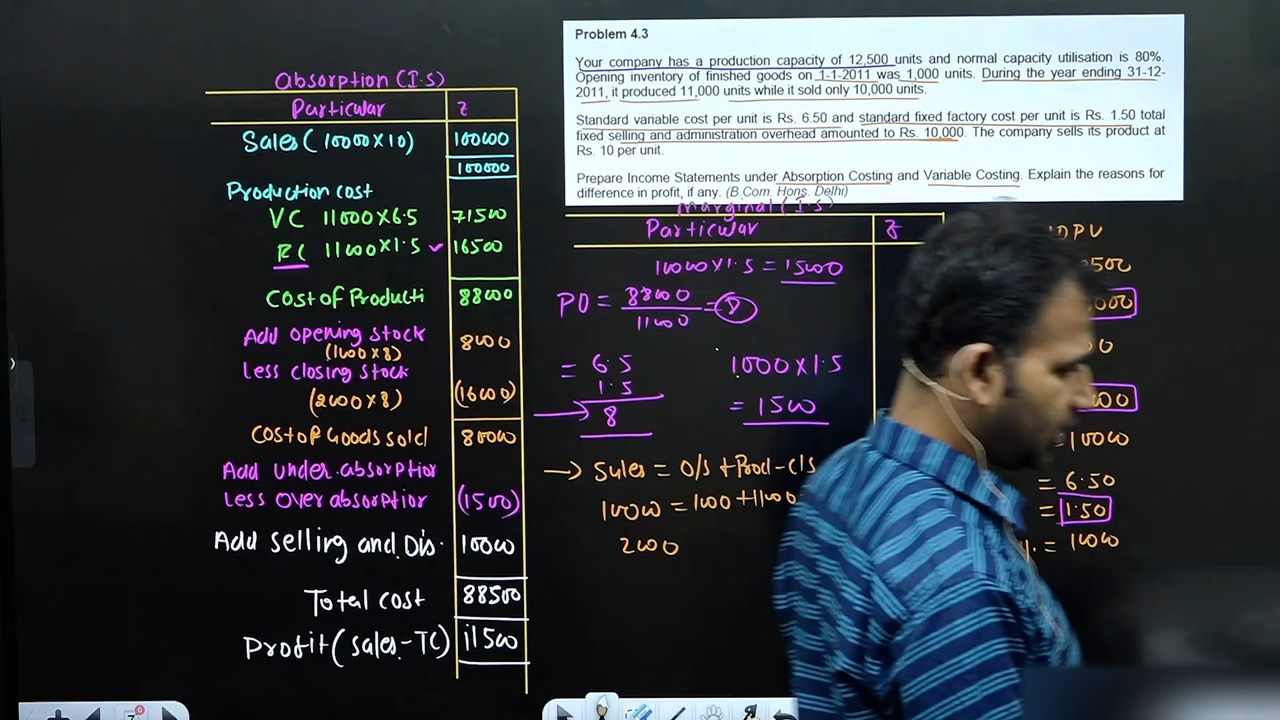 Problem 4.3
Your company has a production capacity of 12,500 units and normal capacity utilisation is 80%.
Opening inventory of finished goods on 1-1-2011 was 1,000 units. During the year ending 31-12-
2011, it produced 11,000 units while it sold only 10,000 units.
Standard variable cost per unit is Rs. 6.50 and standard fixed factory cost per unit is Rs. 1.50 total
fixed selling and administration overhead amounted to Rs. 10,000. The company sells its product at
Rs. 10 per unit.
Prepare Income Statements under Absorption Costing and Variable Costing. Explain the reasons for
difference in profit, if any. (B.Com. Hons. Delhi)
absorption (I.s)
Particular ₹
Sales (10000×10) 100000
100000
Production cost
VC 11000×6.5 71500
FC 11000×1.5 ✓ 16500
Cost of Producti 88000
Add opening stock
(1000×8) 8000
Less closing stock
(2000×8) (16000)
Cost of Goods sold 80000
Add under absorption
Less Over absorption (1500)
Add selling and Dis. 10000
Total cost 88500
Profit (sales-TC) 11500
Marginal (I.s)
Particular ₹
10000×1.5 = 15000
PO = 88000/11000 = 8
= 6.5
1.5
→ 8
1000×1.5
= 1500
→ Sales = O/s + Prod - c/s
10000 = 1000 + 11000
2000
= 6.50
= 1.50